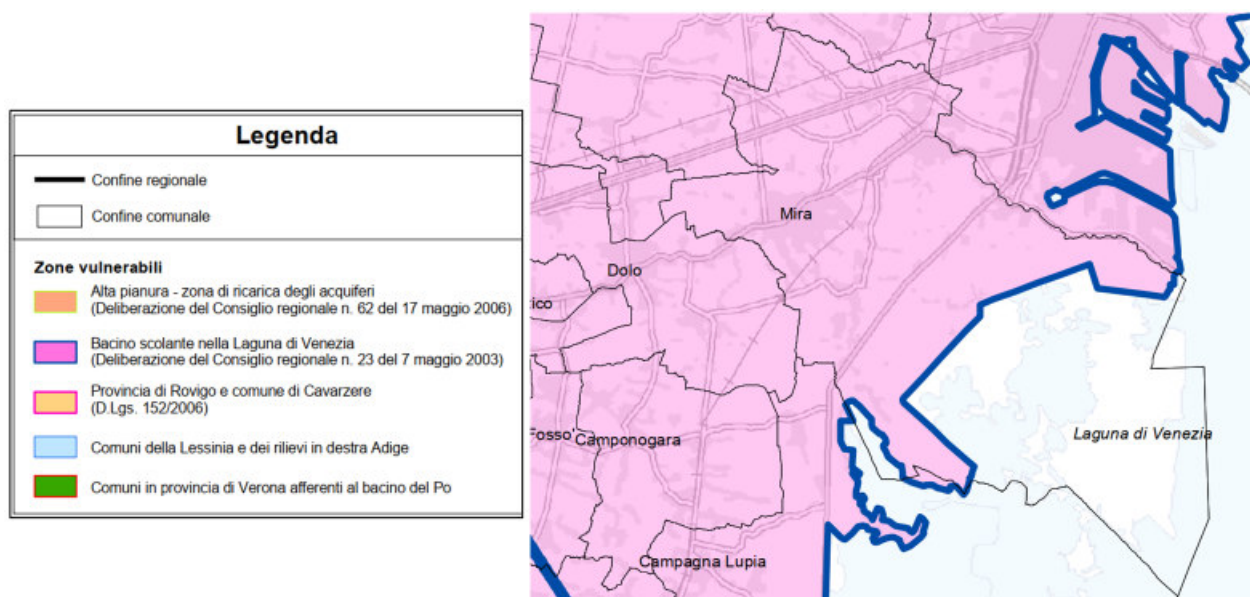 Legenda
Confine regionale
Confine comunale
Zone vulnerabili
Alta pianura - zona di ricarica degli acquiferi
(Deliberazione del Consiglio regionale n. 62 del 17 maggio 2006)
Bacino scolante nella Laguna di Venezia
(Deliberazione del Consiglio regionale n. 23 del 7 maggio 2003)
Provincia di Rovigo e comune di Cavarzere
(D.Lgs. 152/2006)
Comuni della Lessinia e dei rilievi in destra Adige
Comuni in provincia di Verona afferenti al bacino del Po
Mira
Dolo
ico
Fosso'
Camponogara
Laguna di Venezia
Campagna Lupia